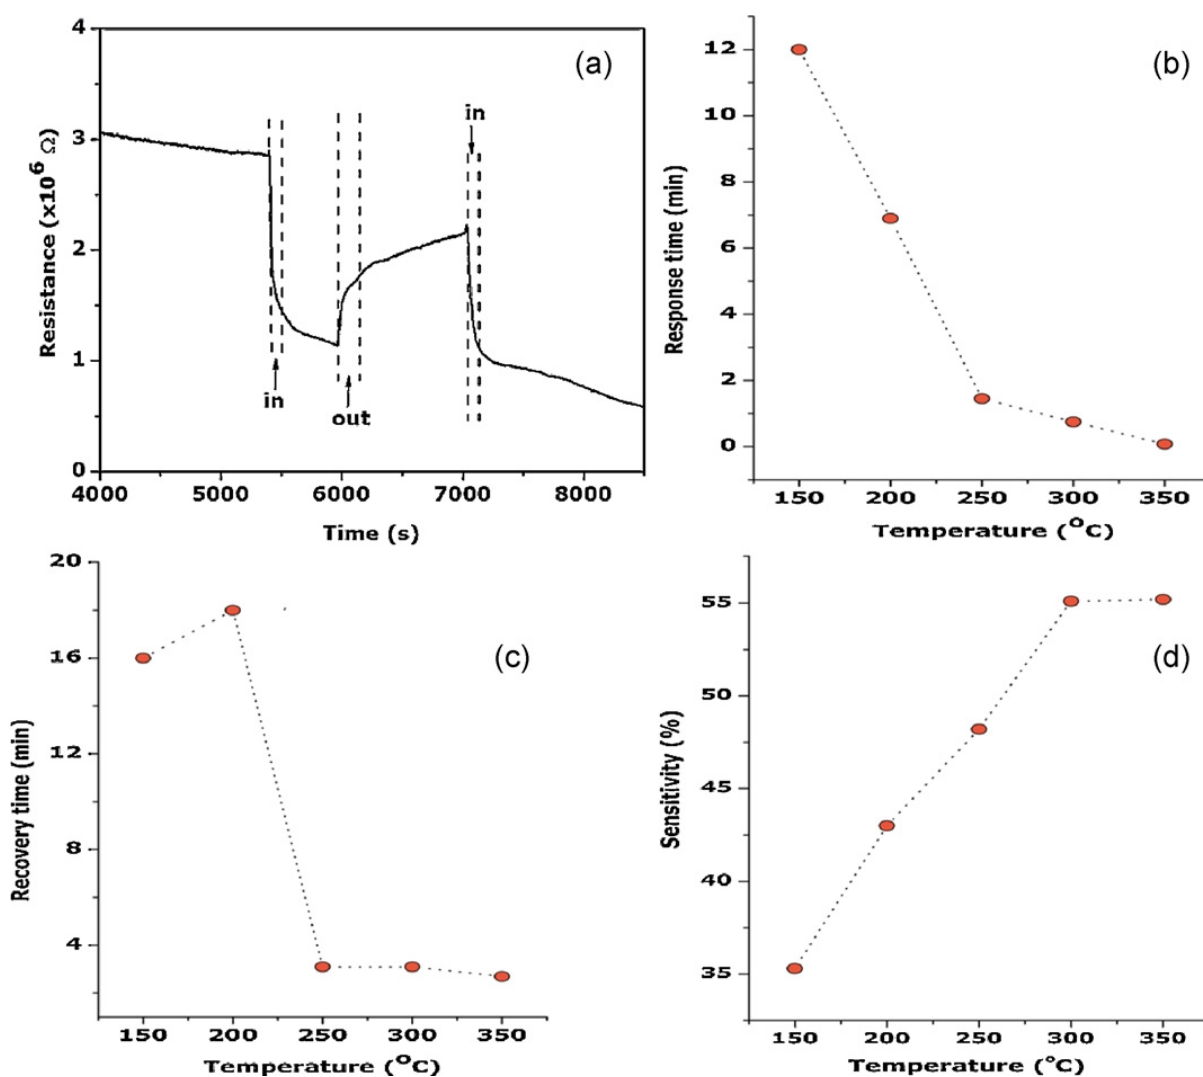 (a)
4
3
2
1
0
Resistance (x10⁶ Ω)
in
out
in
4000 5000 6000 7000 8000
Time (s)
(b)
12
10
8
6
4
2
0
Response time (min)
150 200 250 300 350
Temperature (°C)
(c)
20
16
12
8
4
Recovery time (min)
150 200 250 300 350
Temperature (°C)
(d)
55
50
45
40
35
Sensitivity (%)
150 200 250 300 350
Temperature (°C)